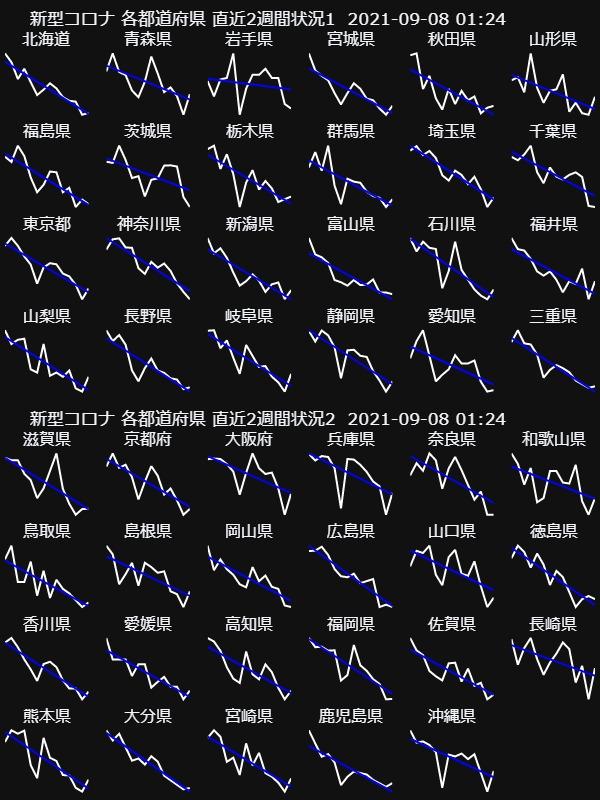 新型コロナ 各都道府県 直近2週間状況1 2021-09-08 01:24
北海道 青森県 岩手県 宮城県 秋田県 山形県
福島県 茨城県 栃木県 群馬県 埼玉県 千葉県
東京都 神奈川県 新潟県 富山県 石川県 福井県
山梨県 長野県 岐阜県 静岡県 愛知県 三重県
新型コロナ 各都道府県 直近2週間状況2 2021-09-08 01:24
滋賀県 京都府 大阪府 兵庫県 奈良県 和歌山県
鳥取県 島根県 岡山県 広島県 山口県 徳島県
香川県 愛媛県 高知県 福岡県 佐賀県 長崎県
熊本県 大分県 宮崎県 鹿児島県 沖縄県